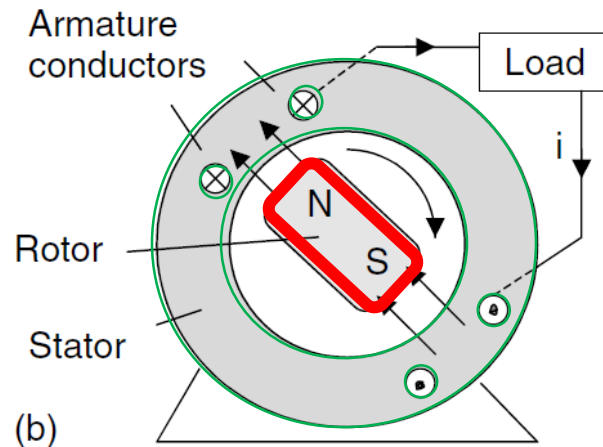 Armature
conductors
Load
i
N
S
Rotor
Stator
(b)